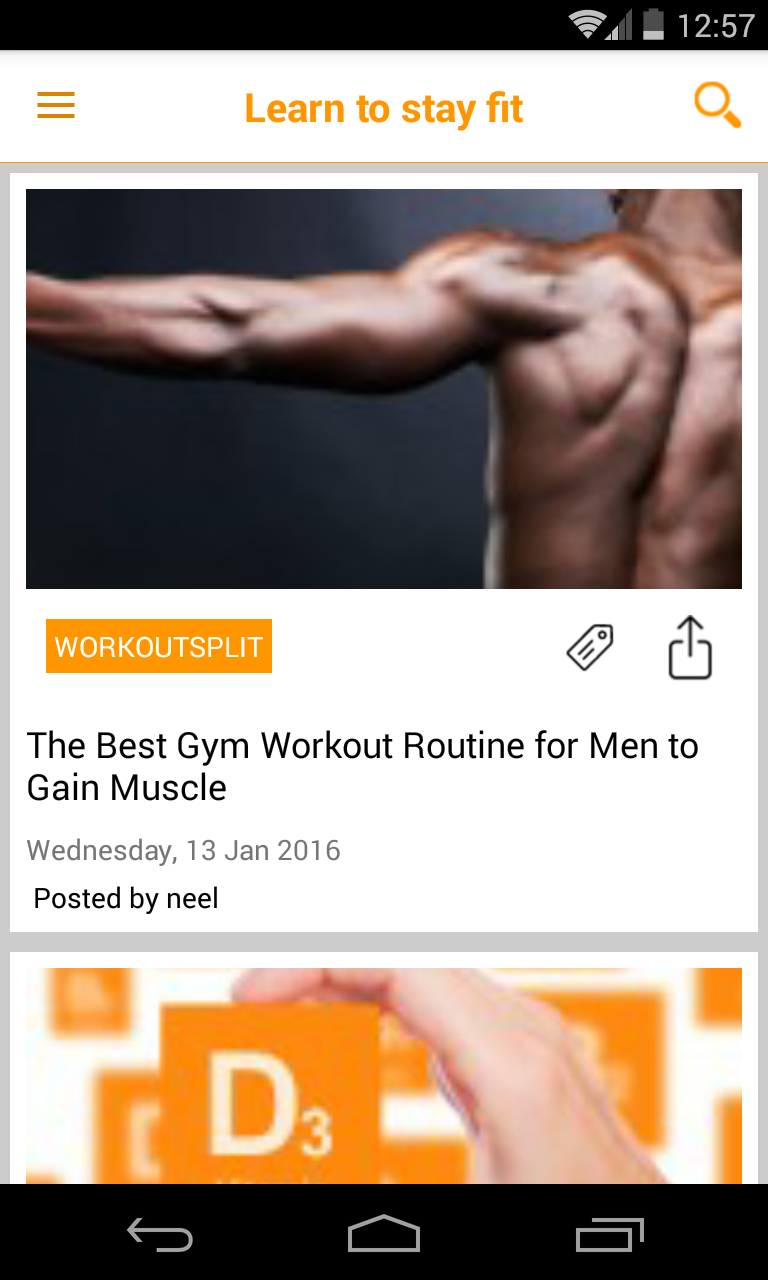 12:57
Learn to stay fit
WORKOUTSPLIT
The Best Gym Workout Routine for Men to
Gain Muscle
Wednesday, 13 Jan 2016
Posted by neel
D3